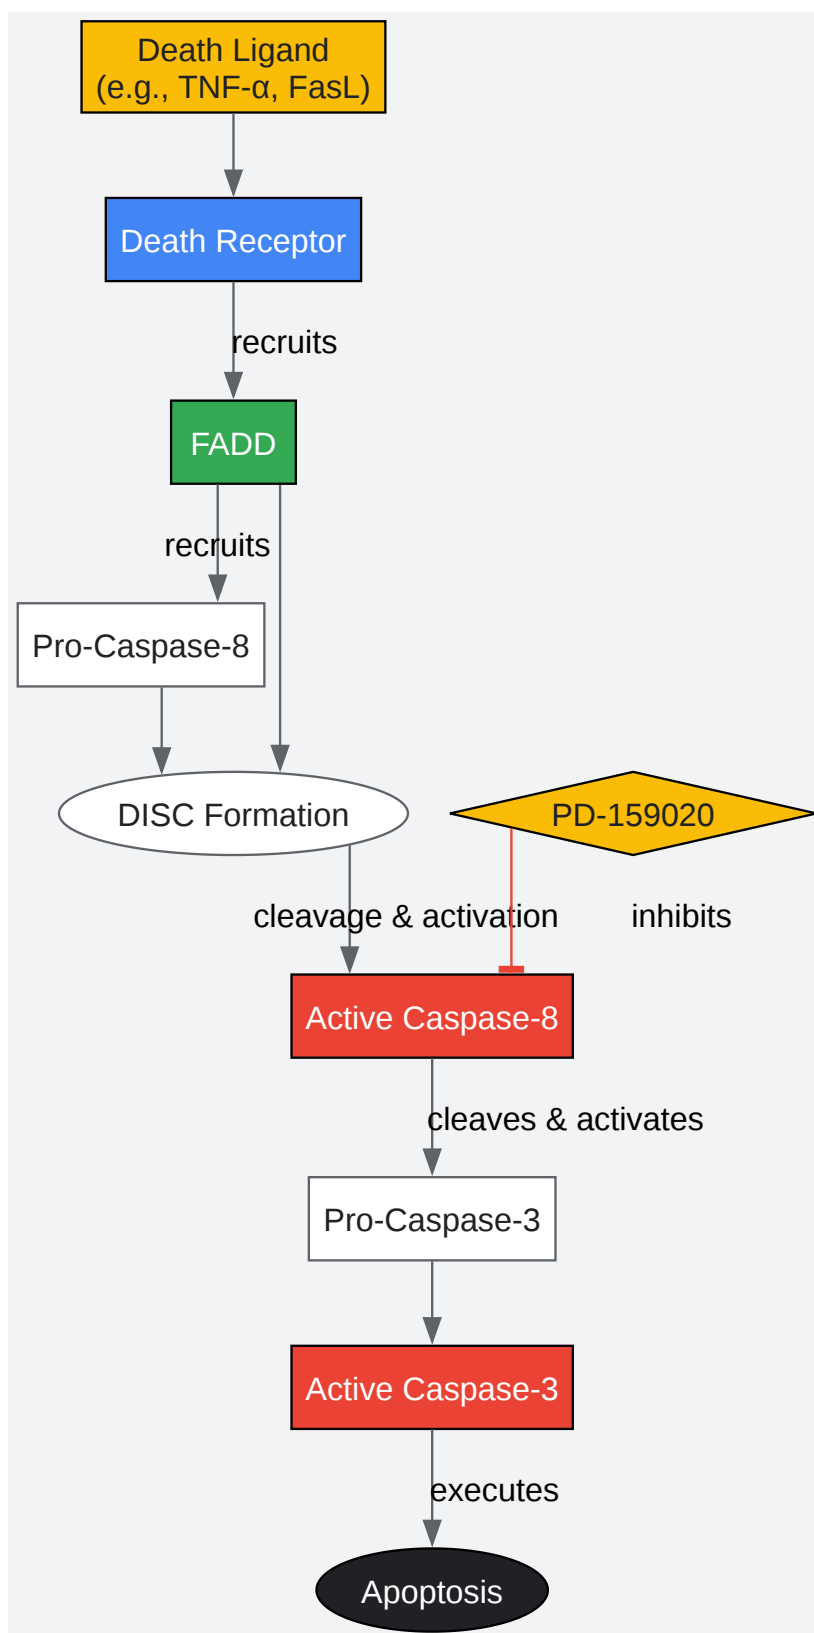 Death Ligand
(e.g., TNF-α, FasL)
Death Receptor
recruits
FADD
recruits
Pro-Caspase-8
DISC Formation
PD-159020
cleavage & activation
inhibits
Active Caspase-8
cleaves & activates
Pro-Caspase-3
Active Caspase-3
executes
Apoptosis